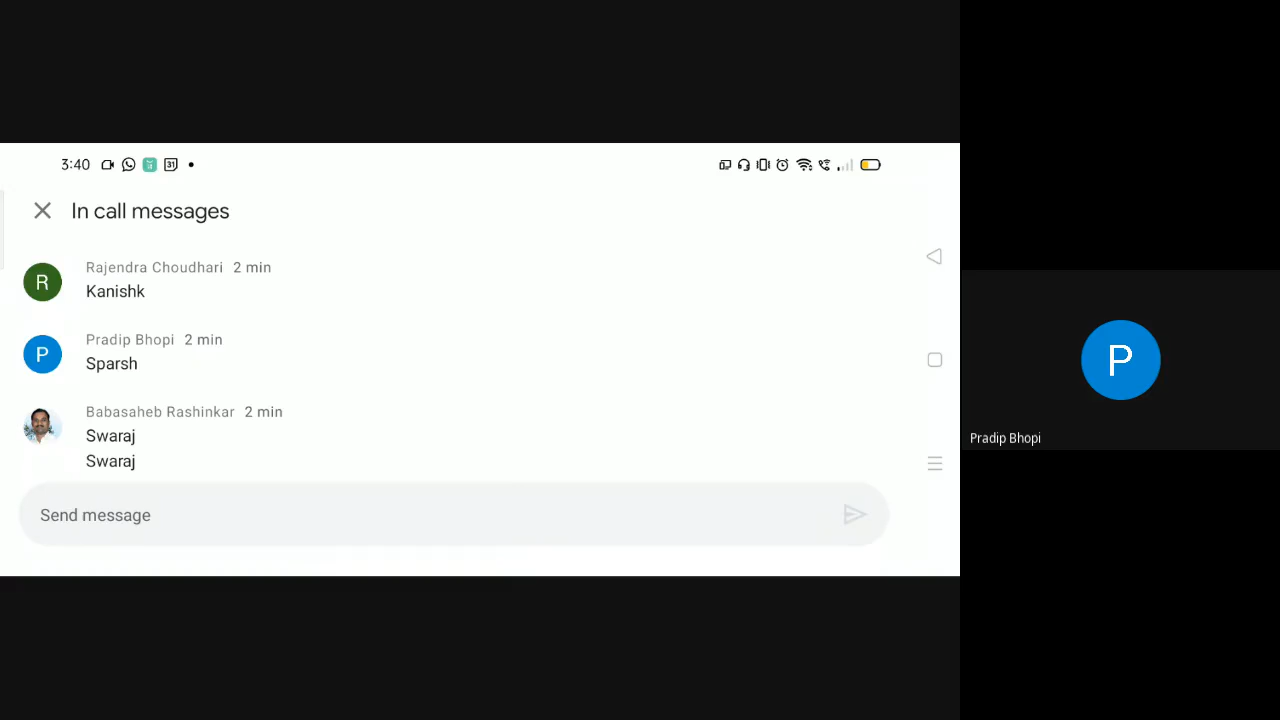 3:40
31
In call messages
R
Rajendra Choudhari 2 min
Kanishk
P
Pradip Bhopi 2 min
Sparsh
Babasaheb Rashinkar 2 min
Swaraj
Swaraj
Send message
P
Pradip Bhopi